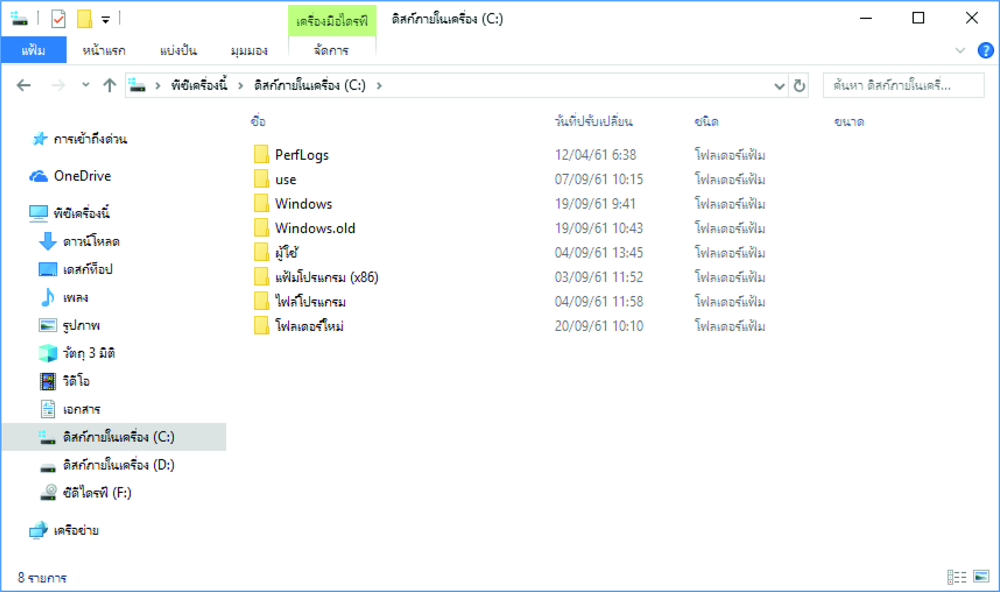 เครื่องมือไดรฟ์ ดิสก์ภายในเครื่อง (C:)
แฟ้ม หน้าแรก แบ่งปัน มุมมอง จัดการ
พีซีเครื่องนี้ ดิสก์ภายในเครื่อง (C:) ค้นหา ดิสก์ภายในเครื่...
ชื่อ วันที่ปรับเปลี่ยน ชนิด ขนาด
การเข้าถึงด่วน
OneDrive
พีซีเครื่องนี้
ดาวน์โหลด
เดสก์ท็อป
เพลง
รูปภาพ
วัตถุ 3 มิติ
วิดีโอ
เอกสาร
ดิสก์ภายในเครื่อง (C:)
ดิสก์ภายในเครื่อง (D:)
ซีดีไดรฟ์ (F:)
เครือข่าย
PerfLogs 12/04/61 6:38 โฟลเดอร์แฟ้ม
use 07/09/61 10:15 โฟลเดอร์แฟ้ม
Windows 19/09/61 9:41 โฟลเดอร์แฟ้ม
Windows.old 19/09/61 10:43 โฟลเดอร์แฟ้ม
ผู้ใช้ 04/09/61 13:45 โฟลเดอร์แฟ้ม
แฟ้มโปรแกรม (x86) 03/09/61 11:52 โฟลเดอร์แฟ้ม
ไฟล์โปรแกรม 04/09/61 11:58 โฟลเดอร์แฟ้ม
โฟลเดอร์ใหม่ 20/09/61 10:10 โฟลเดอร์แฟ้ม
8 รายการ